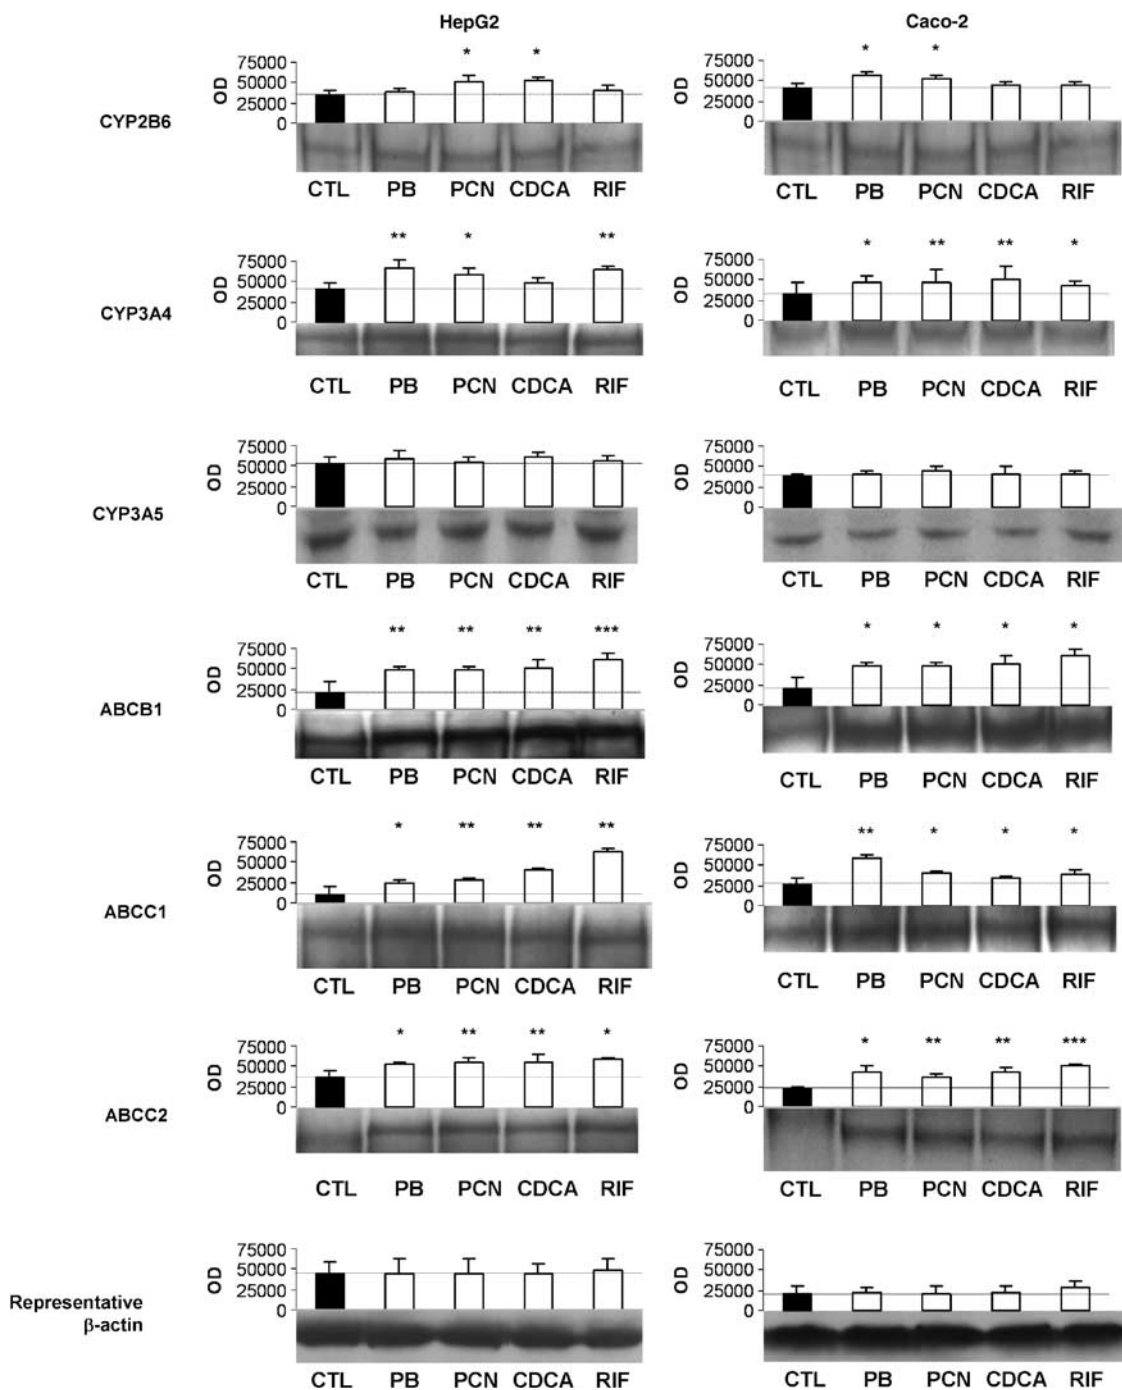 HepG2
Caco-2
CYP2B6
OD
75000
50000
25000
0
* *
CTL PB PCN CDCA RIF
OD
75000
50000
25000
0
* *
CTL PB PCN CDCA RIF
CYP3A4
OD
75000
50000
25000
0
** * **
CTL PB PCN CDCA RIF
OD
75000
50000
25000
0
* ** ** *
CTL PB PCN CDCA RIF
CYP3A5
OD
75000
50000
25000
0
CTL PB PCN CDCA RIF
OD
75000
50000
25000
0
CTL PB PCN CDCA RIF
ABCB1
OD
75000
50000
25000
0
** ** ** ***
CTL PB PCN CDCA RIF
OD
75000
50000
25000
0
* * * *
CTL PB PCN CDCA RIF
ABCC1
OD
75000
50000
25000
0
* ** ** **
CTL PB PCN CDCA RIF
OD
75000
50000
25000
0
** * * *
CTL PB PCN CDCA RIF
ABCC2
OD
75000
50000
25000
0
* ** ** *
CTL PB PCN CDCA RIF
OD
75000
50000
25000
0
* ** ** ***
CTL PB PCN CDCA RIF
Representative
β-actin
OD
75000
50000
25000
0
CTL PB PCN CDCA RIF
OD
75000
50000
25000
0
CTL PB PCN CDCA RIF